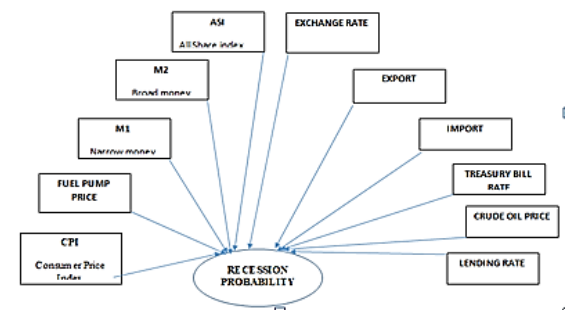 ASI
AllShare index
EXCHANGE RATE
M2
Broad money
EXPORT
M1
Narrow money
IMPORT
FUEL PUMP
PRICE
TREASURY BILL
RATE
CRUDE OIL PRICE
CPI
Consumer Price
Index
LENDING RATE
RECESSION
PROBABILITY